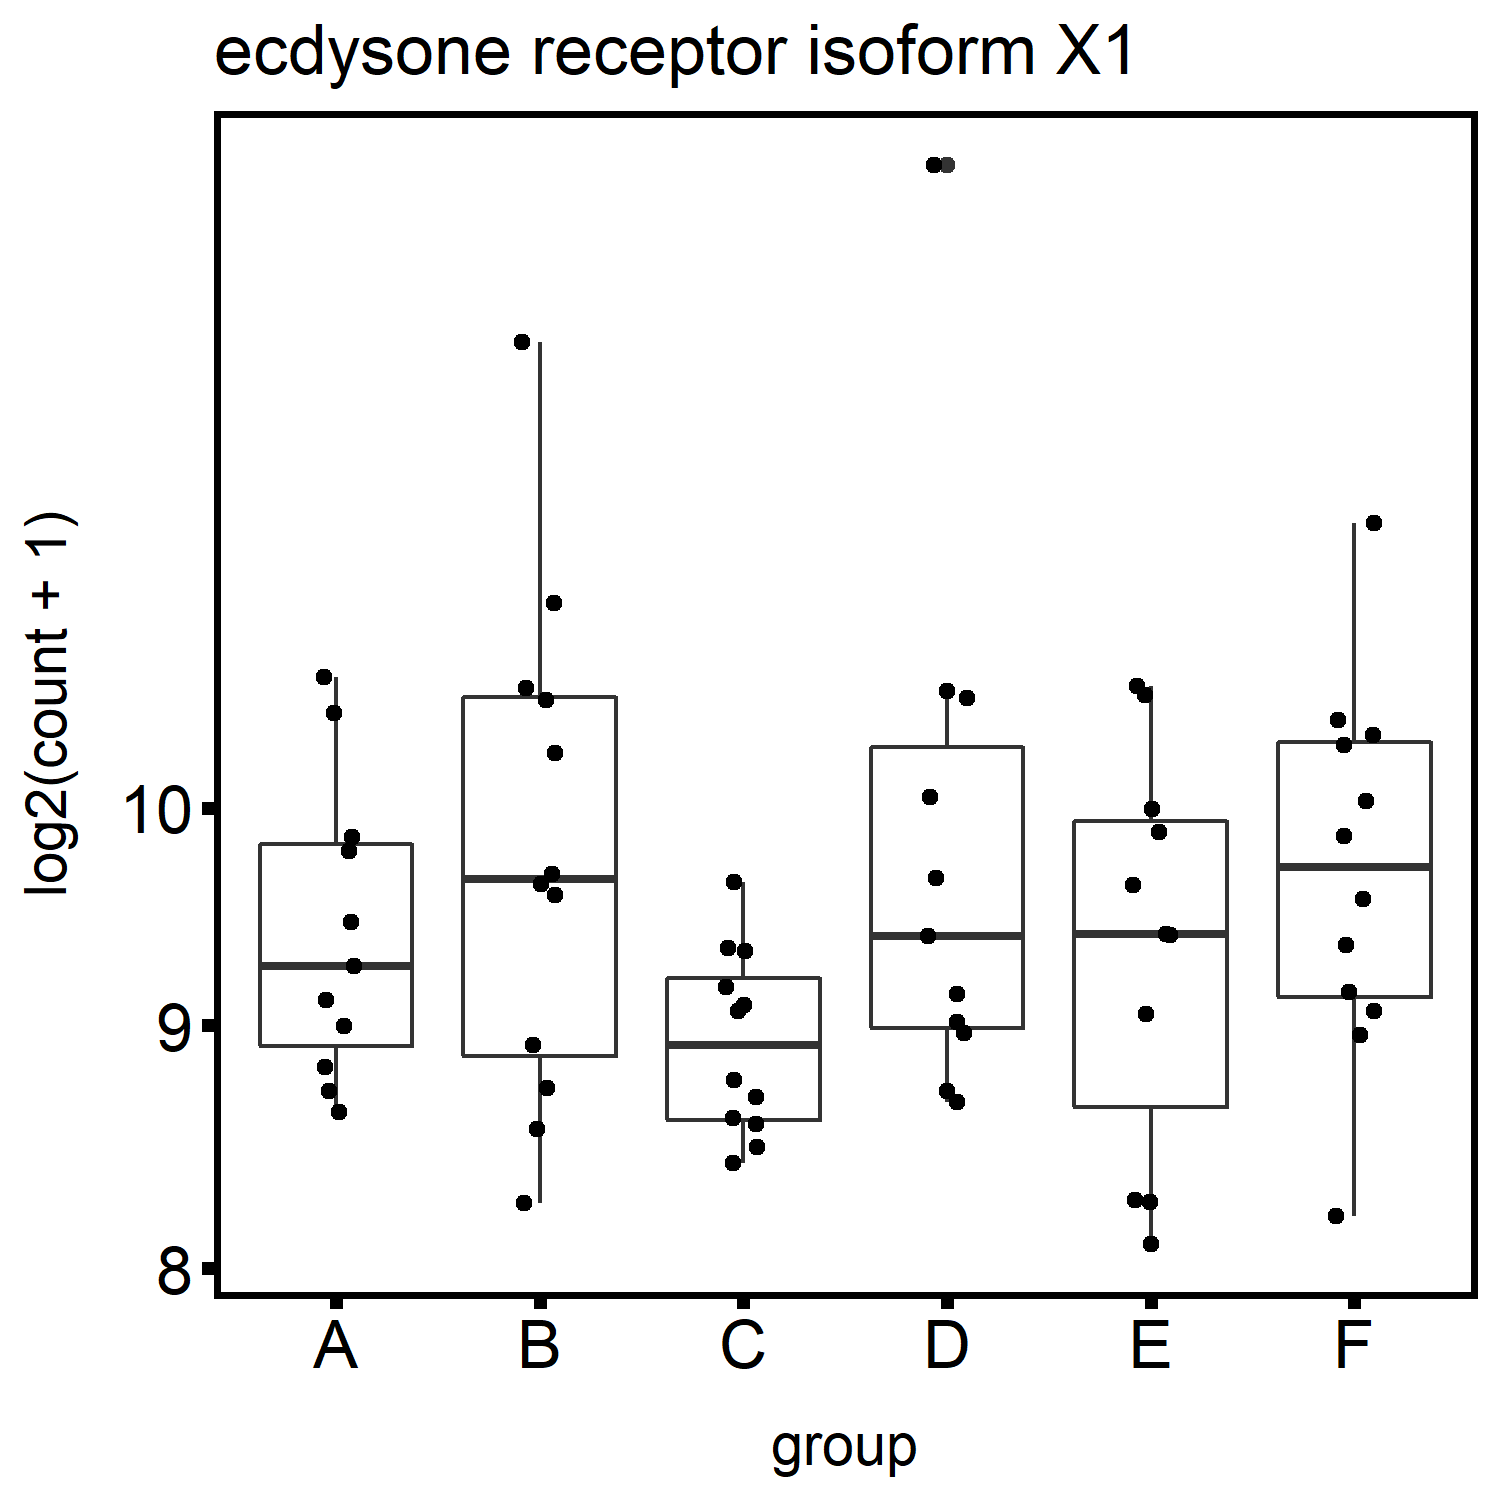 ecdysone receptor isoform X1
log2(count + 1)
10
9
8
A B C D E F
group